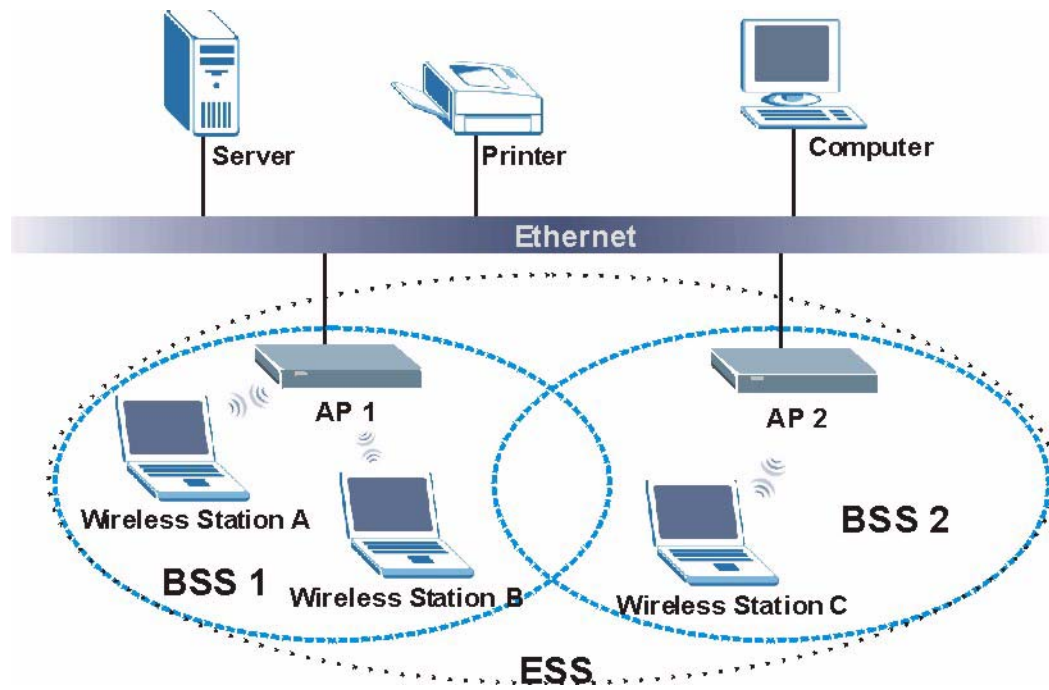 Server
Printer
Computer
Ethernet
AP 1
AP 2
Wireless Station A
BSS 2
BSS 1
Wireless Station B
Wireless Station C
ESS